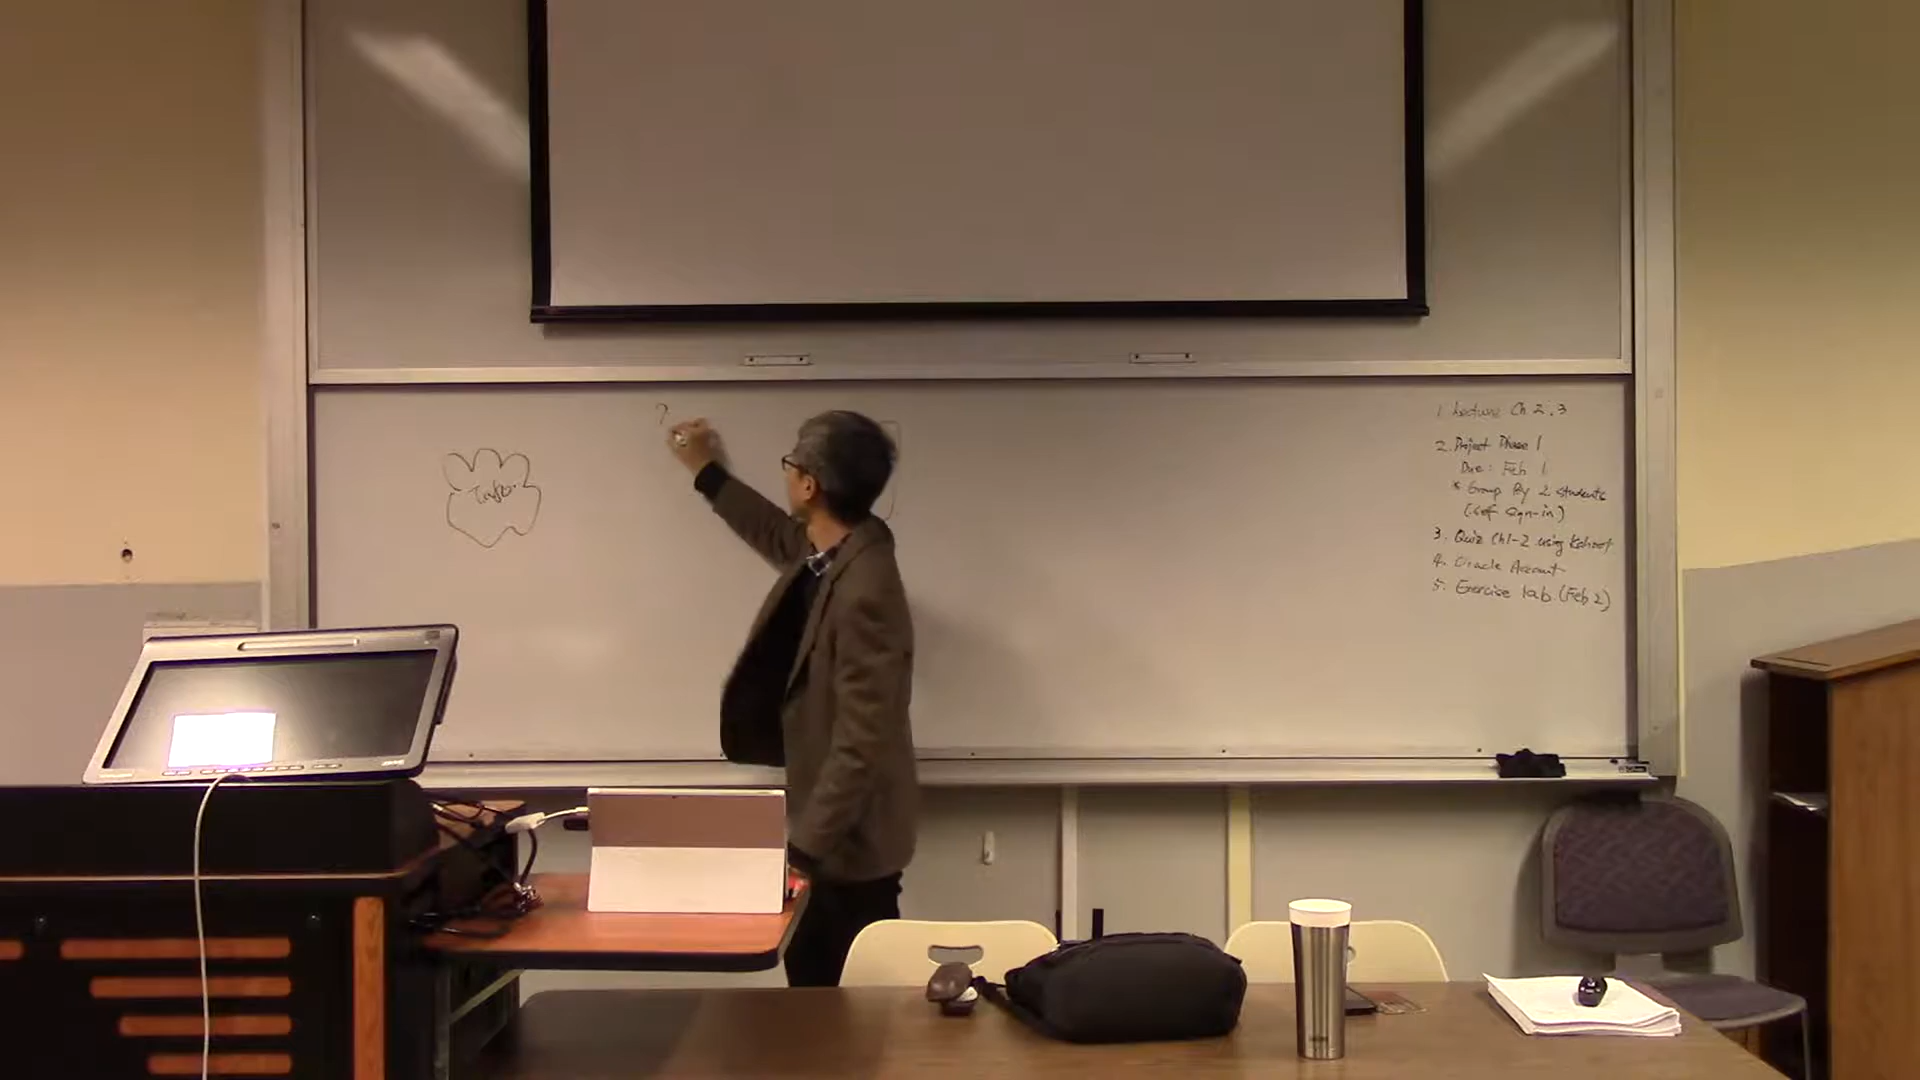 ?
Info.
1. Lecture Ch 2, 3
2. Project Phase 1
Due: Feb 1
* Group By 2 students
(Self sign-in)
3. Quiz Ch1-2 using Kahoot
4. Oracle Account
5. Exercise lab (Feb 2)